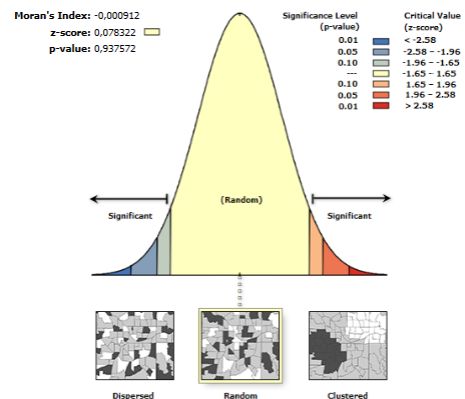 Moran's Index: -0,000912
z-score: 0,078322
p-value: 0,937572
Significance Level
(p-value)
Critical Value
(z-score)
0.01 < -2.58
0.05 -2.58 – -1.96
0.10 -1.96 – -1.65
--- -1.65 – 1.65
0.10 1.65 – 1.96
0.05 1.96 – 2.58
0.01 > 2.58
(Random)
Significant Significant
Dispersed Random Clustered